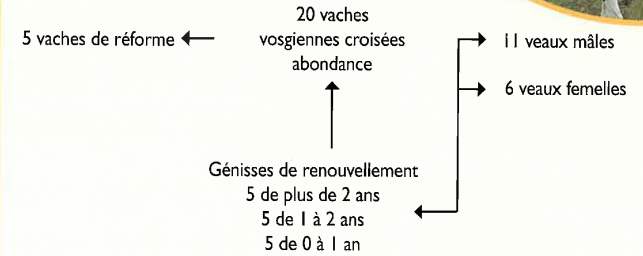 20 vaches
vosgiennes croisées
abondance
5 vaches de réforme
11 veaux mâles
6 veaux femelles
Génisses de renouvellement
5 de plus de 2 ans
5 de 1 à 2 ans
5 de 0 à 1 an